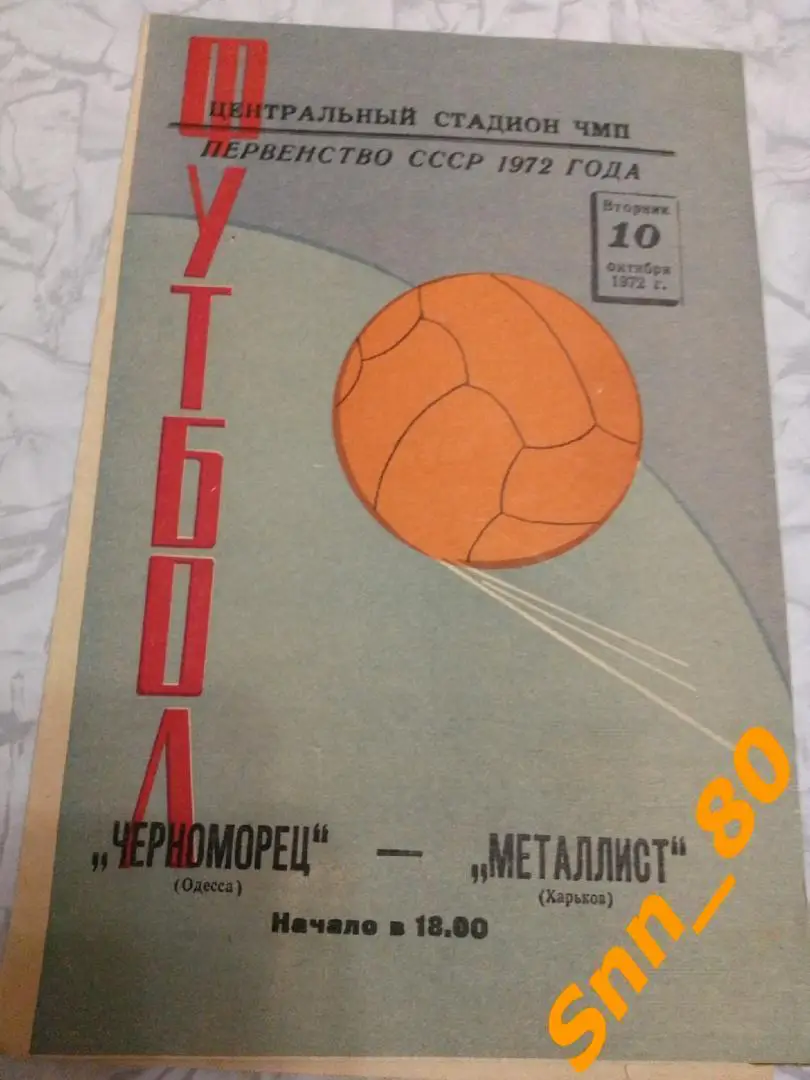 ФУТБОЛ
ЦЕНТРАЛЬНЫЙ СТАДИОН ЧМП
ПЕРВЕНСТВО СССР 1972 ГОДА
Вторник
10
октября
1972 г.
„ЧЕРНОМОРЕЦ“ — „МЕТАЛЛИСТ“
(Одесса) (Харьков)
Начало в 18.00
Snn_80